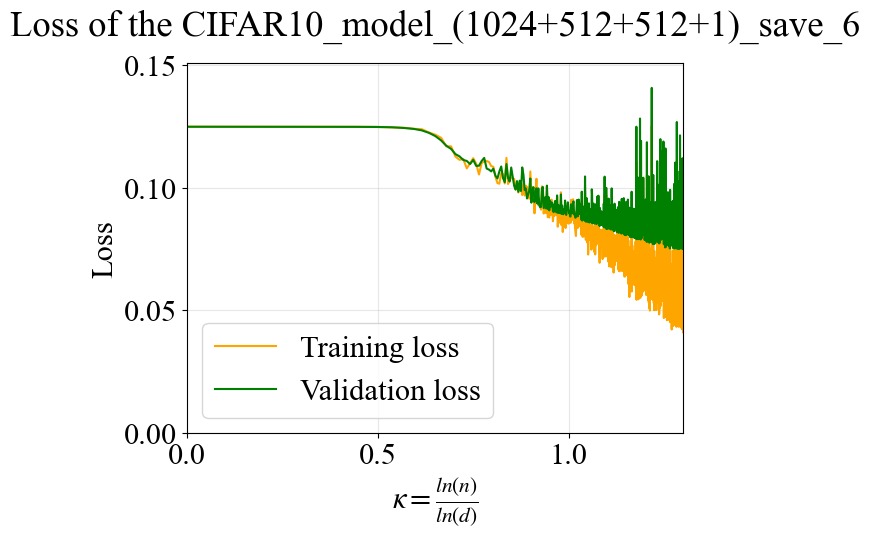 Loss of the CIFAR10_model_(1024+512+512+1)_save_6
0.15
0.10
0.05
0.00
Loss
Training loss
Validation loss
0.0 0.5 1.0
κ = ln(n)/ln(d)